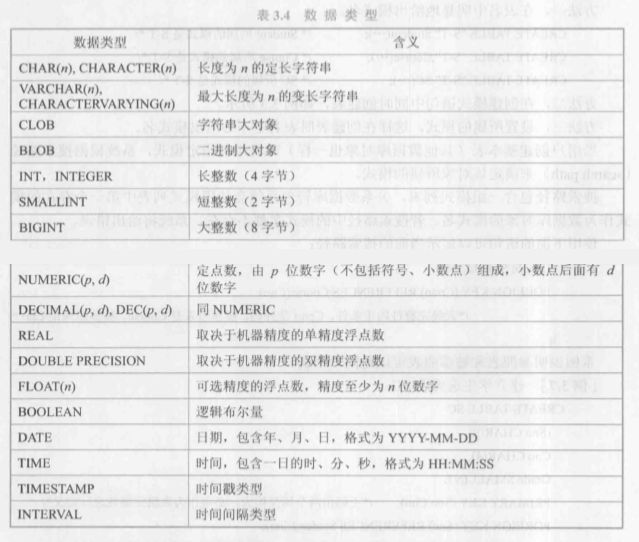 表 3.4 数 据 类 型
数据类型 含义
CHAR(n), CHARACTER(n) 长度为 n 的定长字符串
VARCHAR(n),
CHARACTERVARYING(n) 最大长度为 n 的变长字符串
CLOB 字符串大对象
BLOB 二进制大对象
INT，INTEGER 长整数（4 字节）
SMALLINT 短整数（2 字节）
BIGINT 大整数（8 字节）
NUMERIC(p, d) 定点数，由 p 位数字（不包括符号、小数点）组成，小数点后面有 d
位数字
DECIMAL(p, d), DEC(p, d) 同 NUMERIC
REAL 取决于机器精度的单精度浮点数
DOUBLE PRECISION 取决于机器精度的双精度浮点数
FLOAT(n) 可选精度的浮点数，精度至少为 n 位数字
BOOLEAN 逻辑布尔量
DATE 日期，包含年、月、日，格式为 YYYY-MM-DD
TIME 时间，包含一日的时、分、秒，格式为 HH:MM:SS
TIMESTAMP 时间戳类型
INTERVAL 时间间隔类型